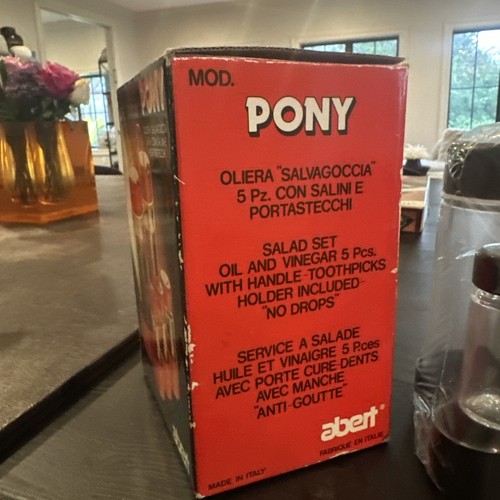 MOD.
PONY
OLIERA "SALVAGOCCIA"
5 Pz. CON SALINI E
PORTASTECCHI
SALAD SET
OIL AND VINEGAR 5 Pcs.
WITH HANDLE-TOOTHPICKS
HOLDER INCLUDED-
"NO DROPS"
SERVICE A SALADE
HUILE ET VINAIGRE 5 P.ces
AVEC PORTE CURE-DENTS
AVEC MANCHE
"ANTI-GOUTTE"
abert®
FABRIQUE EN ITALIE
MADE IN ITALY
PONY